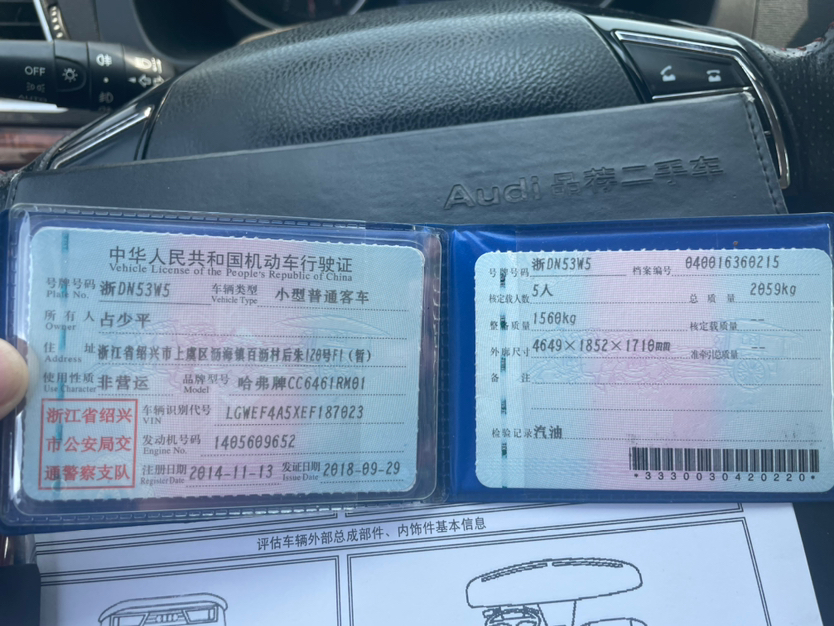 OFF
Audi 品荐二手车
中华人民共和国机动车行驶证
Vehicle License of the People's Republic of China
号牌号码 浙DN53W5 车辆类型 小型普通客车
Plate No. Vehicle Type
所有人 占少平
Owner
住址 浙江省绍兴市上虞区沥海镇百沥村后朱120号F1(暂)
Address
使用性质 非营运 品牌型号 哈弗牌CC6461RM01
Use Character Model
浙江省绍兴
市公安局交
通警察支队
车辆识别代号 LGWEF4A5XEF187023
VIN
发动机号码 1405609652
Engine No.
注册日期 2014-11-13 发证日期 2018-09-29
Register Date Issue Date
号牌号码 浙DN53W5 档案编号 040016360215
核定载人数 5人 总质量 2059kg
整备质量 1560kg 核定载质量 --
外廓尺寸 4649×1852×1710mm 准牵引总质量 --
备注
检验记录 汽油
*3330030420220*
评估车辆外部总成部件、内饰件基本信息